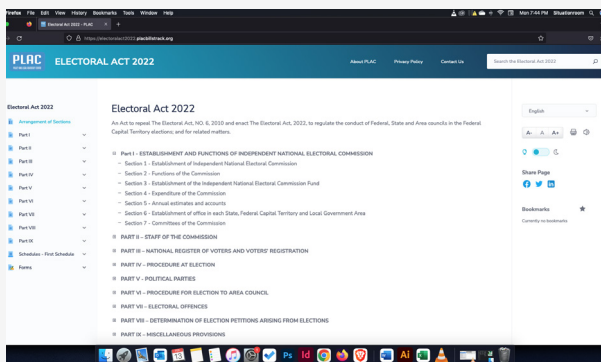 Firefox File Edit View History Bookmarks Tools Window Help
Mon 7:44 PM Situationroom
Electoral Act 2022 - PLAC
https://electoralact2022.placbillstrack.org
PLAC
ELECTORAL ACT 2022
About PLAC Privacy Policy Contact Us
Search the Electoral Act 2022
Electoral Act 2022
Arrangement of Sections
Part I
Part II
Part III
Part IV
Part V
Part VI
Part VII
Part VIII
Part IX
Schedules - First Schedule
Forms
Electoral Act 2022
An Act to repeal The Electoral Act, NO, 6, 2010 and enact The Electoral Act, 2022, to regulate the conduct of Federal, State and Area councils in the Federal
Capital Territory elections; and for related matters.
Part I - ESTABLISHMENT AND FUNCTIONS OF INDEPENDENT NATIONAL ELECTORAL COMMISSION
– Section 1 - Establishment of Independent National Electoral Commission
– Section 2 - Functions of the Commission
– Section 3 - Establishment of the Independent National Electoral Commission Fund
– Section 4 - Expenditure of the Commission
– Section 5 - Annual estimates and accounts
– Section 6 - Establishment of office in each State, Federal Capital Territory and Local Government Area
– Section 7 - Committees of the Commission
PART II – STAFF OF THE COMMISSION
PART III – NATIONAL REGISTER OF VOTERS AND VOTERS' REGISTRATION
PART IV – PROCEDURE AT ELECTION
PART V - POLITICAL PARTIES
PART VI – PROCEDURE FOR ELECTION TO AREA COUNCIL
PART VII – ELECTORAL OFFENCES
PART VIII – DETERMINATION OF ELECTION PETITIONS ARISING FROM ELECTIONS
PART IX – MISCELLANEOUS PROVISIONS
English
A- A A+
Share Page
Bookmarks
Currently no bookmarks
Ps Id Ai